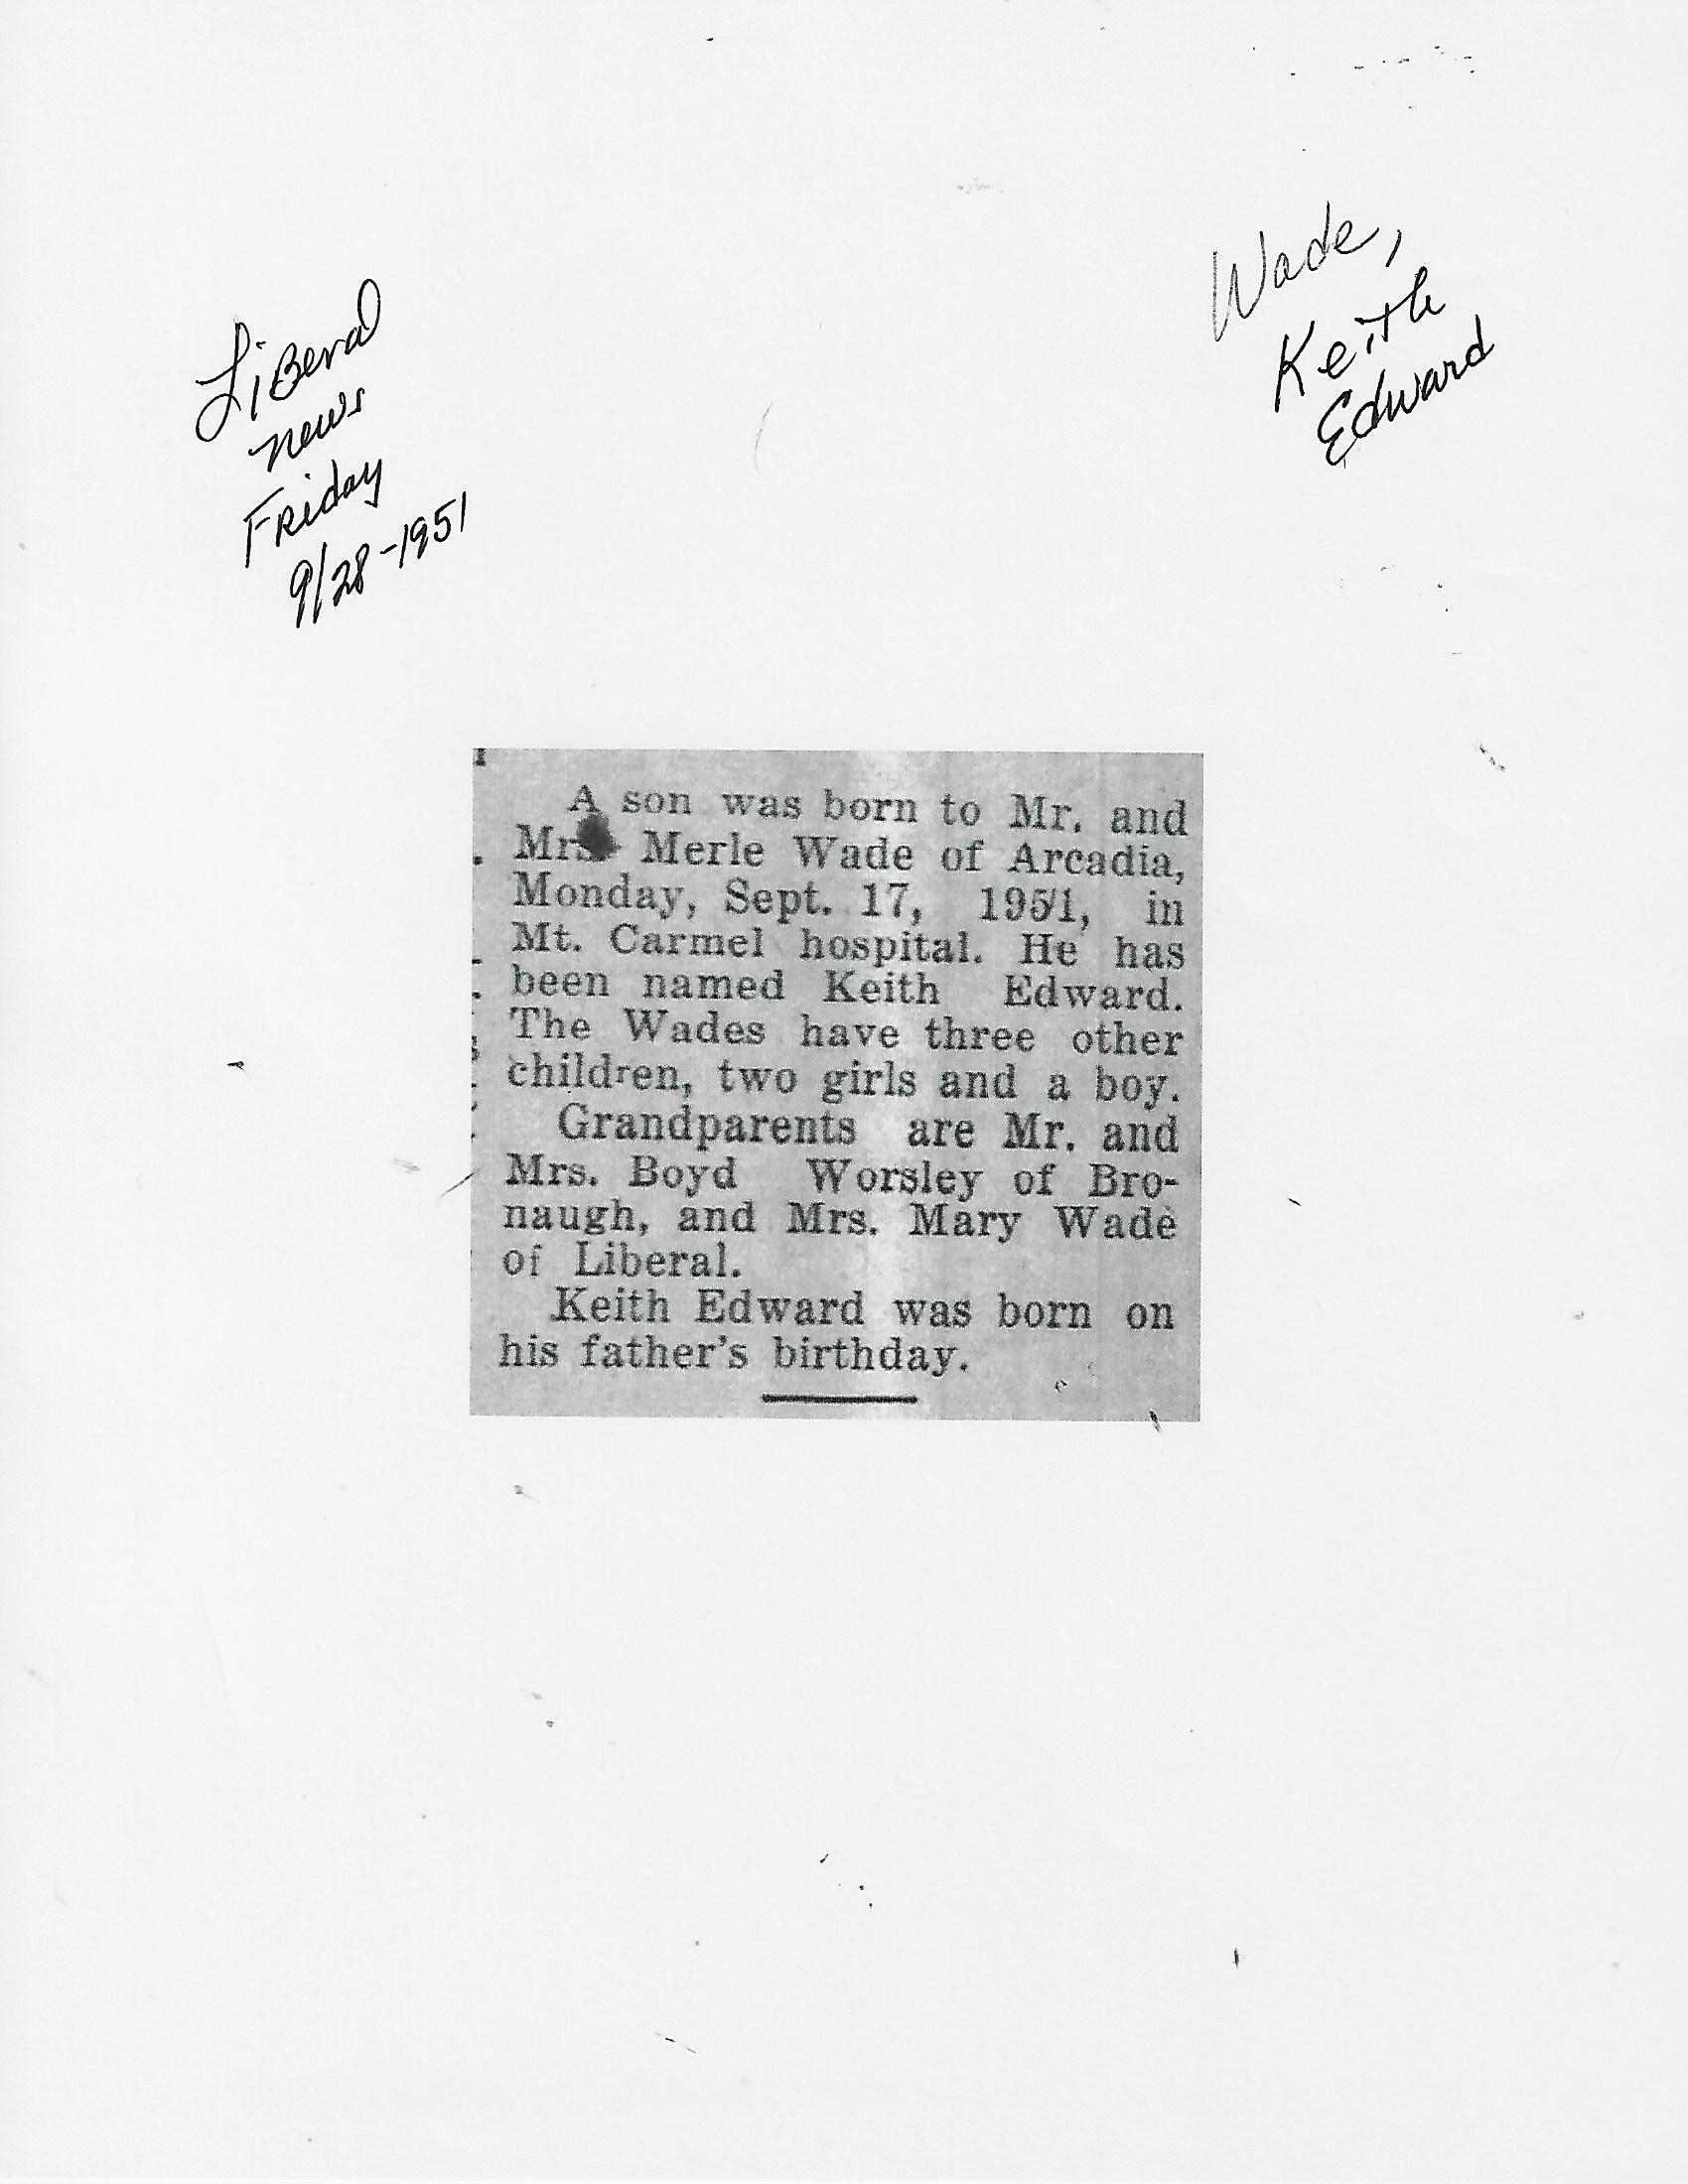 Wade,
Keith
Edward
Liberal
news
Friday
9/28-1951
A son was born to Mr. and
Mrs. Merle Wade of Arcadia,
Monday, Sept. 17, 1951, in
Mt. Carmel hospital. He has
been named Keith Edward.
The Wades have three other
children, two girls and a boy.
Grandparents are Mr. and
Mrs. Boyd Worsley of Bro-
naugh, and Mrs. Mary Wade
of Liberal.
Keith Edward was born on
his father's birthday.